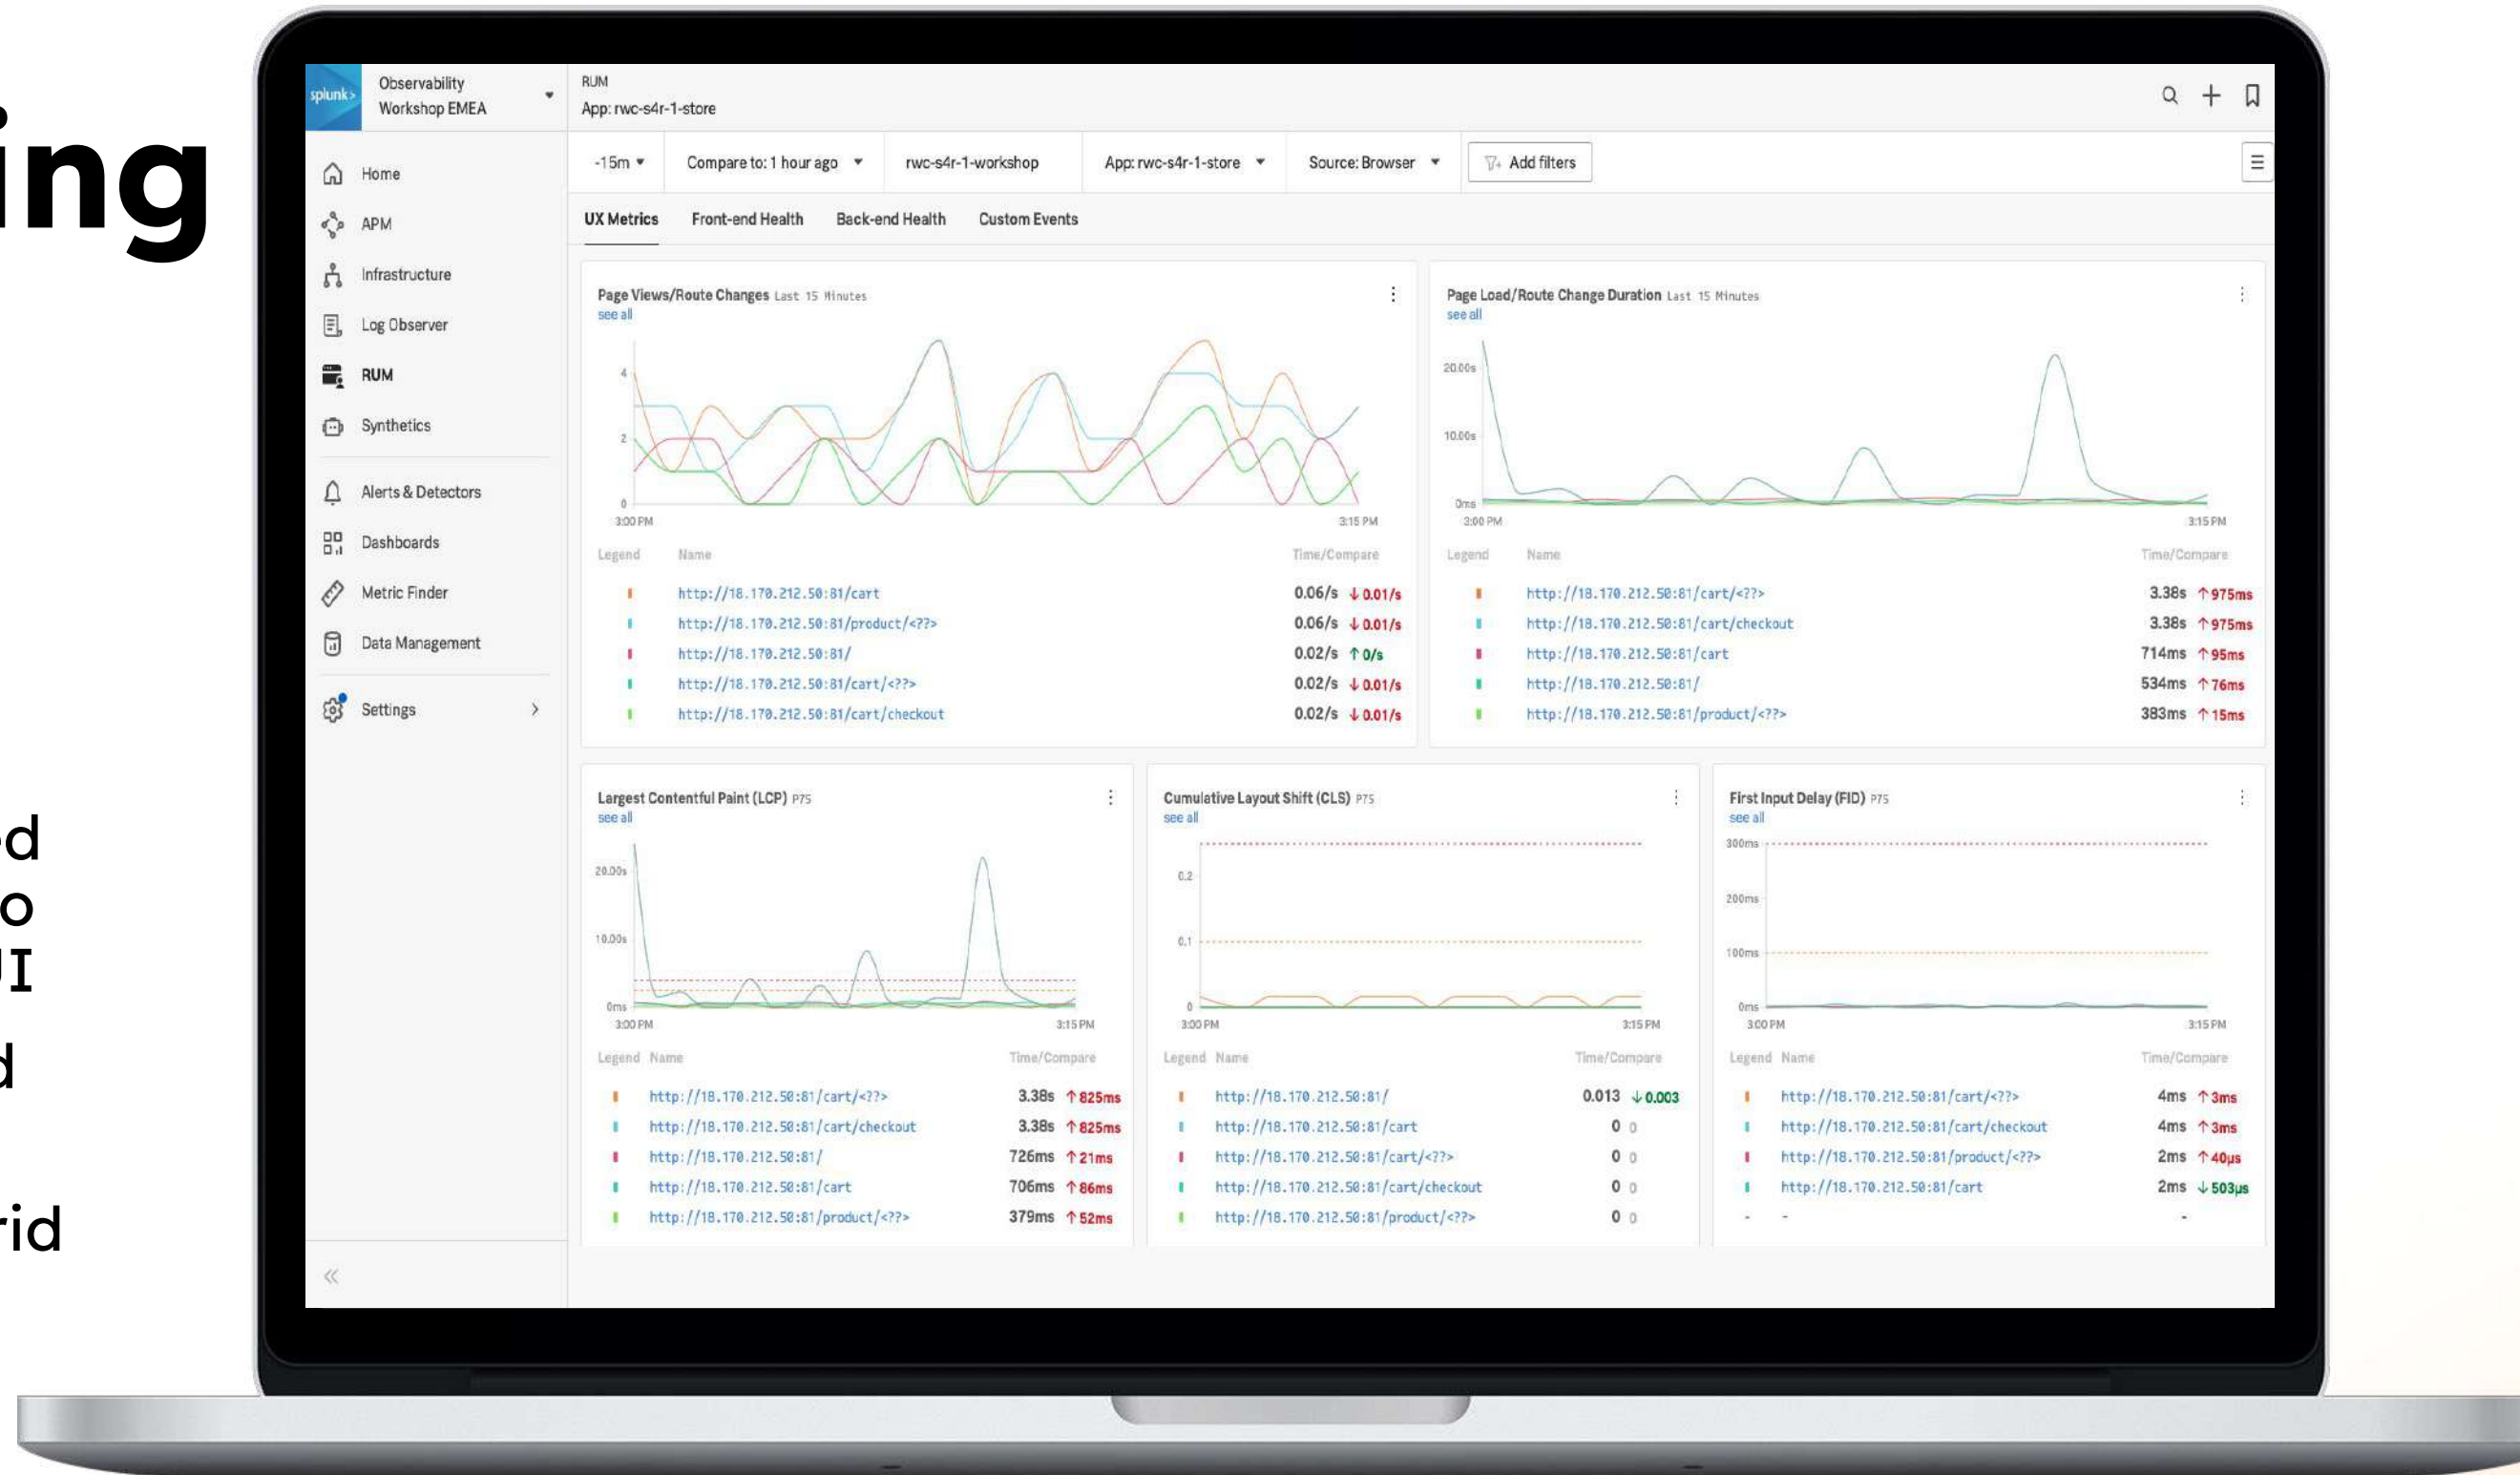 ing
ed
o
UI
d
rid
splunk>
Observability
Workshop EMEA
RUM
App: rwc-s4r-1-store
Home
APM
Infrastructure
Log Observer
RUM
Synthetics
Alerts & Detectors
Dashboards
Metric Finder
Data Management
Settings
-15m
Compare to: 1 hour ago
rwc-s4r-1-workshop
App: rwc-s4r-1-store
Source: Browser
Add filters
UX Metrics Front-end Health Back-end Health Custom Events
Page Views/Route Changes Last 15 Minutes
see all
4
2
0
3:00 PM 3:15 PM
Legend Name Time/Compare
http://18.170.212.50:81/cart 0.06/s ↓0.01/s
http://18.170.212.50:81/product/<??> 0.06/s ↓0.01/s
http://18.170.212.50:81/ 0.02/s ↑0/s
http://18.170.212.50:81/cart/<??> 0.02/s ↓0.01/s
http://18.170.212.50:81/cart/checkout 0.02/s ↓0.01/s
Page Load/Route Change Duration Last 15 Minutes
see all
20.00s
10.00s
0ms
3:00 PM 3:15 PM
Legend Name Time/Compare
http://18.170.212.50:81/cart/<??> 3.38s ↑975ms
http://18.170.212.50:81/cart/checkout 3.38s ↑975ms
http://18.170.212.50:81/cart 714ms ↑95ms
http://18.170.212.50:81/ 534ms ↑76ms
http://18.170.212.50:81/product/<??> 383ms ↑15ms
Largest Contentful Paint (LCP) P75
see all
20.00s
10.00s
0ms
3:00 PM 3:15 PM
Legend Name Time/Compare
http://18.170.212.50:81/cart/<??> 3.38s ↑825ms
http://18.170.212.50:81/cart/checkout 3.38s ↑825ms
http://18.170.212.50:81/ 726ms ↑21ms
http://18.170.212.50:81/cart 706ms ↑86ms
http://18.170.212.50:81/product/<??> 379ms ↑52ms
Cumulative Layout Shift (CLS) P75
see all
0.2
0.1
0
3:00 PM 3:15 PM
Legend Name Time/Compare
http://18.170.212.50:81/ 0.013 ↓0.003
http://18.170.212.50:81/cart 0 0
http://18.170.212.50:81/cart/<??> 0 0
http://18.170.212.50:81/cart/checkout 0 0
http://18.170.212.50:81/product/<??> 0 0
First Input Delay (FID) P75
see all
300ms
200ms
100ms
0ms
3:00 PM 3:15 PM
Legend Name Time/Compare
http://18.170.212.50:81/cart/<??> 4ms ↑3ms
http://18.170.212.50:81/cart/checkout 4ms ↑3ms
http://18.170.212.50:81/product/<??> 2ms ↑40µs
http://18.170.212.50:81/cart 2ms ↓503µs
- - -